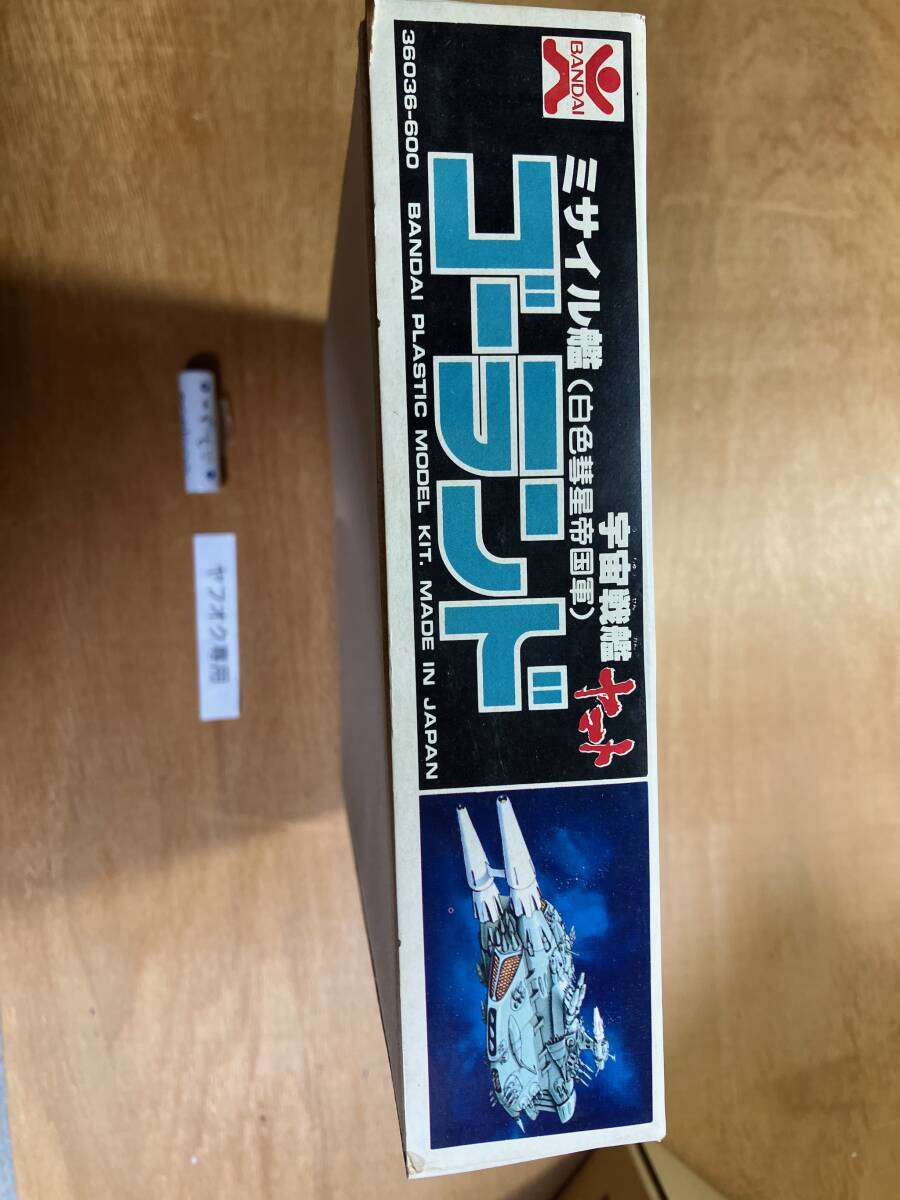 BANDAI
宇宙戦艦
ヤマト
ミサイル艦(白色彗星帝国軍)
ゴーランド
36036-600 BANDAI PLASTIC MODEL KIT. MADE IN JAPAN
ヤフオク専用